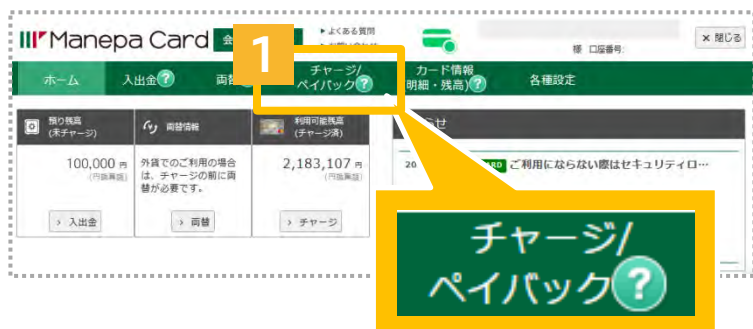 Manepa Card 会
よくある質問
様 口座番号:
× 閉じる
1
ホーム 入出金? 両替 チャージ/ペイバック? カード情報 明細・残高)? 各種設定
預り残高
(未チャージ)
両替情報
利用可能残高
(チャージ済)
せ
100,000 円
(円換算額)
外貨でのご利用の場合
は、チャージの前に両
替が必要です。
2,183,107 円
(円換算額)
20
ARD ご利用にならない際はセキュリティロ…
> 入出金
> 両替
> チャージ
チャージ/
ペイバック?